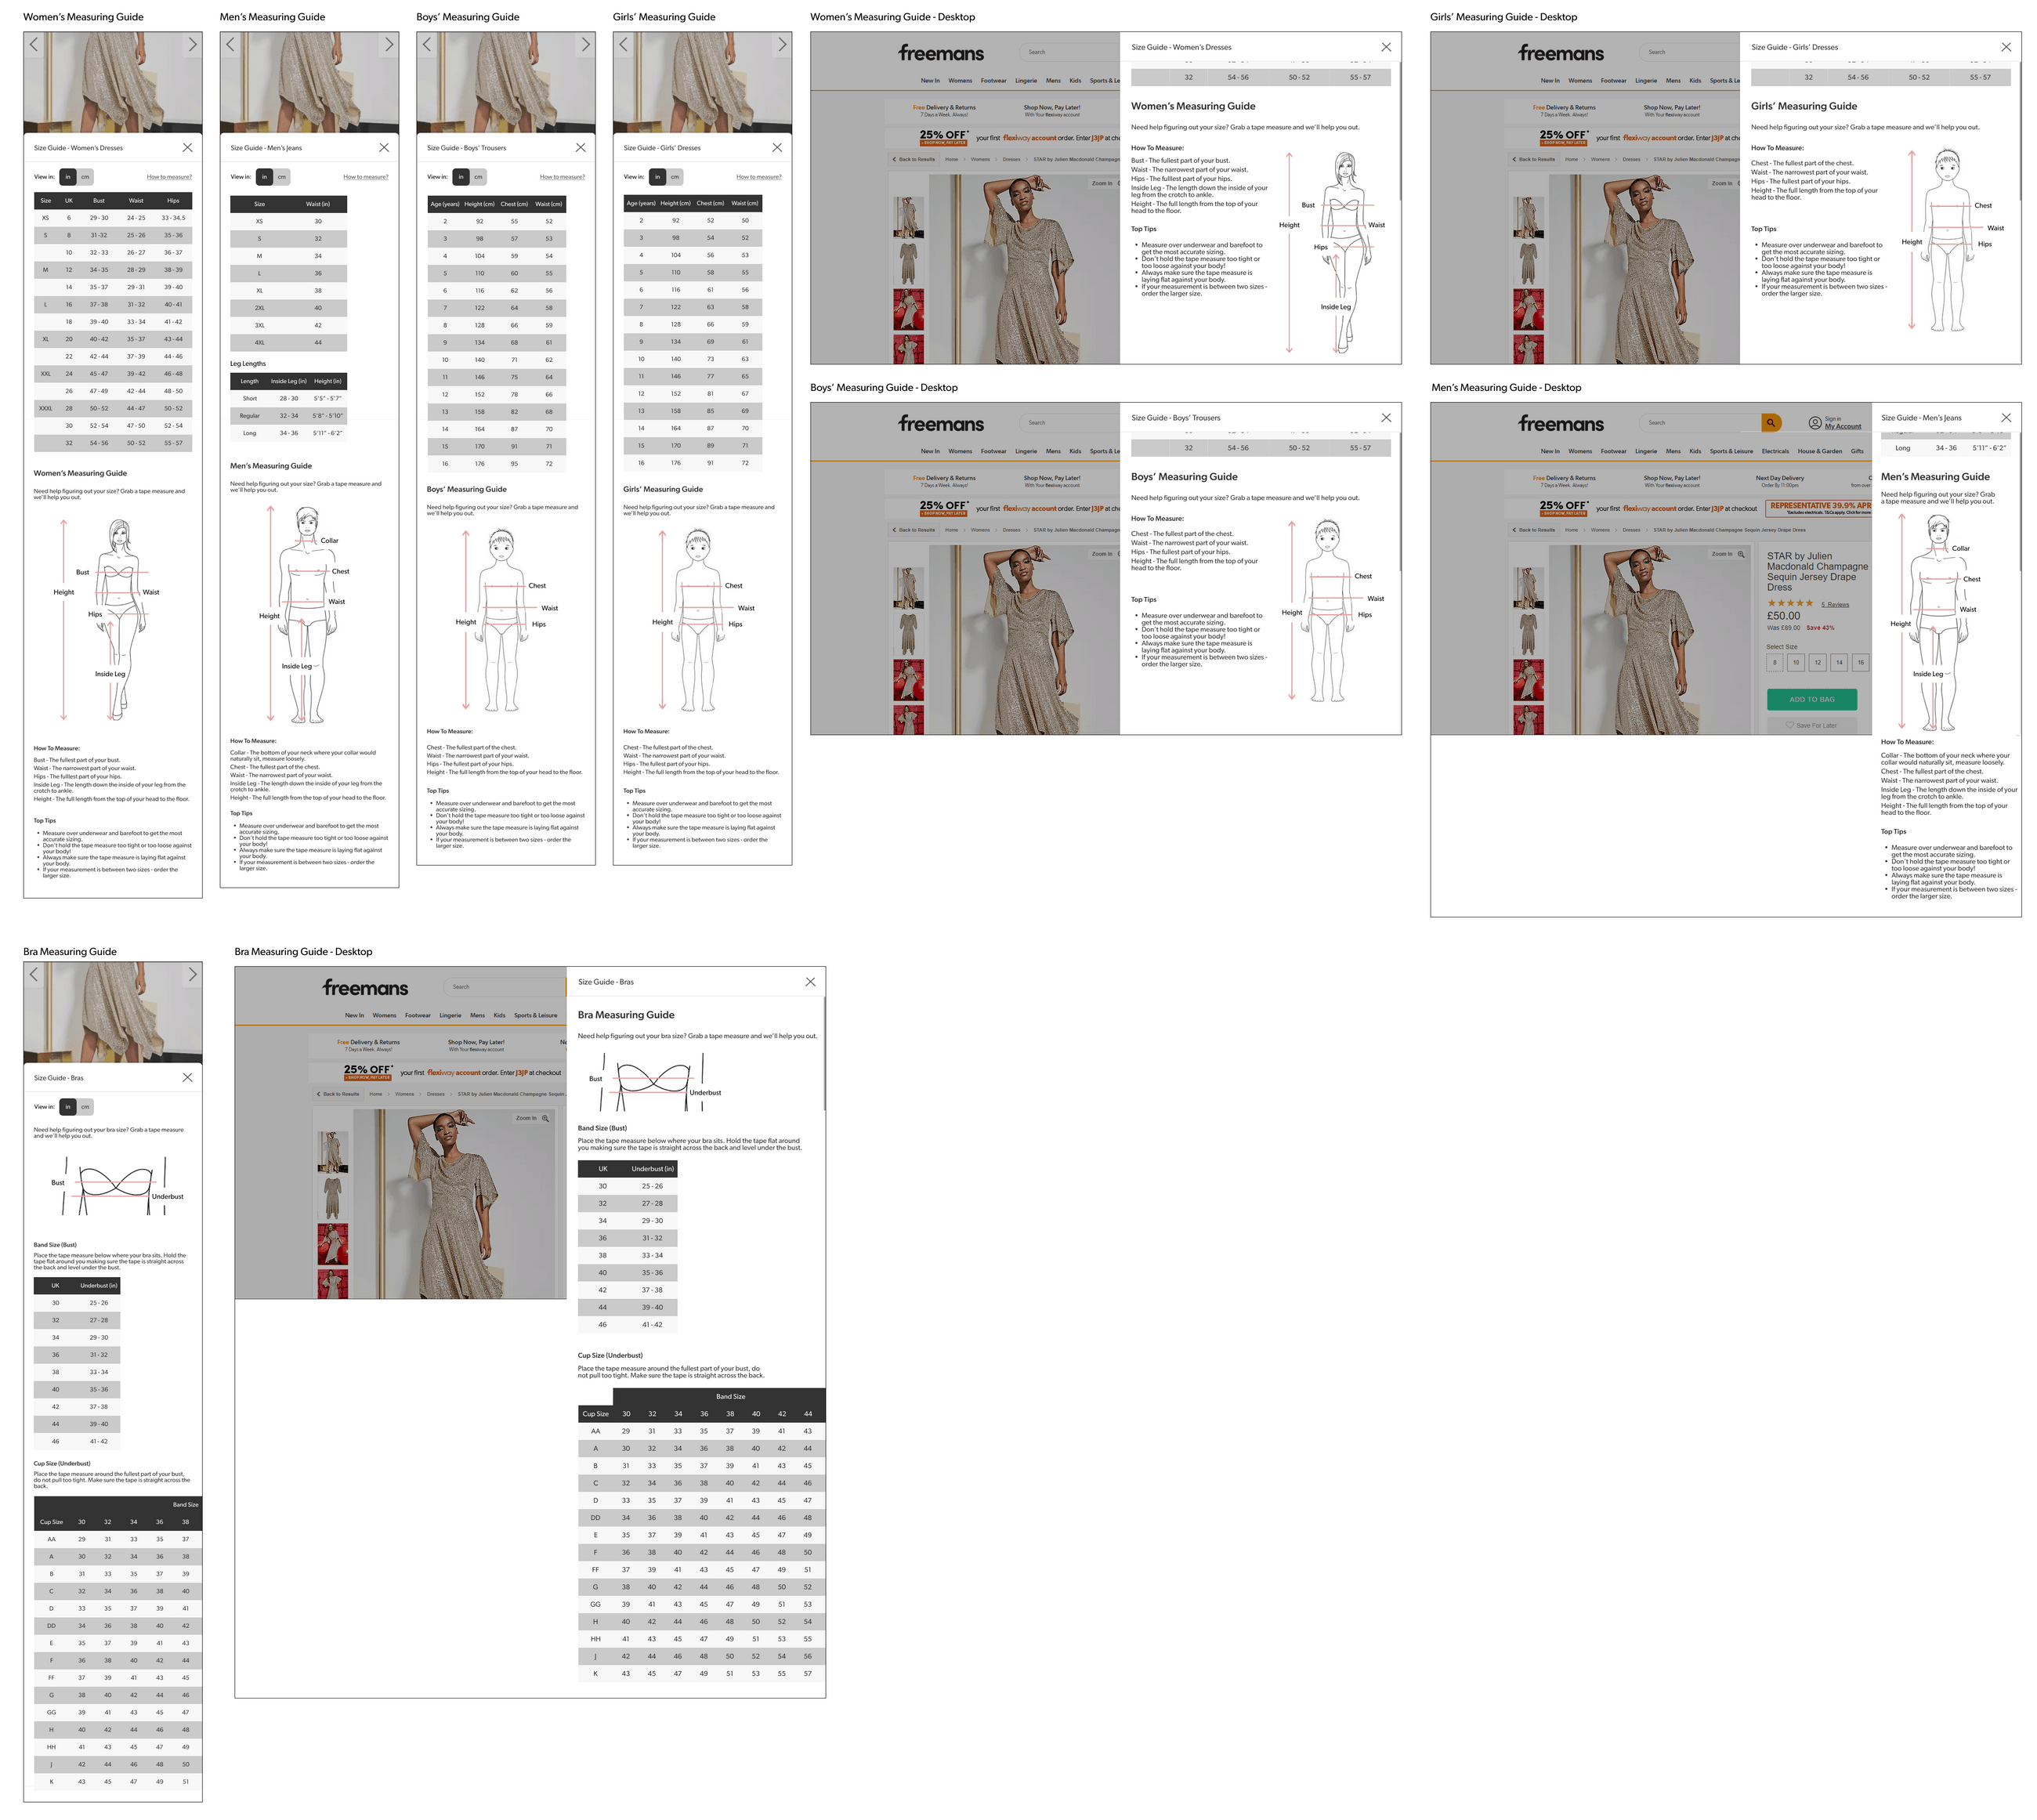 Women's Measuring Guide
Size Guide - Women's Dresses
View in: in cm How to measure?
Size UK Bust Waist Hips
XS 6 29 - 30 24 - 25 33 - 34.5
S 8 31-32 25 - 26 35 - 36
10 32 - 33 26 - 27 36 - 37
M 12 34 - 35 28 - 29 38 - 39
14 35 - 37 29 - 31 39 - 40
L 16 37 - 38 31 - 32 40 - 41
18 39 - 40 33 - 34 41 - 42
XL 20 40 - 42 35 - 37 43 - 44
22 42 - 44 37 - 39 44 - 46
XXL 24 45 - 47 39 - 42 46 - 48
26 47 - 49 42 - 44 48 - 50
XXXL 28 50 - 52 44 - 47 50 - 52
30 52 - 54 47 - 50 52 - 54
32 54 - 56 50 - 52 55 - 57
Women's Measuring Guide
Need help figuring out your size? Grab a tape measure and
we'll help you out.
Bust
Height
Waist
Hips
Inside Leg
How To Measure:
Bust - The fullest part of your bust.
Waist - The narrowest part of your waist.
Hips - The fullest part of your hips.
Inside Leg - The length down the inside of your leg from the
crotch to ankle.
Height - The full length from the top of your head to the floor.
Top Tips
• Measure over underwear and barefoot to get the most
accurate sizing.
• Don't hold the tape measure too tight or too loose against
your body!
• Always make sure the tape measure is laying flat against
your body.
• If your measurement is between two sizes - order the
larger size.
Men's Measuring Guide
Size Guide - Men's Jeans
View in: in cm How to measure?
Size Waist (in)
XS 30
S 32
M 34
L 36
XL 38
2XL 40
3XL 42
4XL 44
Leg Lengths
Length Inside Leg (in) Height (in)
Short 28 - 30 5'5" - 5'7"
Regular 32 - 34 5'8" - 5'10"
Long 34 - 36 5'11" - 6'2"
Men's Measuring Guide
Need help figuring out your size? Grab a tape measure and
we'll help you out.
Collar
Chest
Waist
Height
Inside Leg
How To Measure:
Collar - The bottom of your neck where your collar would
naturally sit, measure loosely.
Chest - The fullest part of the chest.
Waist - The narrowest part of your waist.
Inside Leg - The length down the inside of your leg from the
crotch to ankle.
Height - The full length from the top of your head to the floor.
Top Tips
• Measure over underwear and barefoot to get the most
accurate sizing.
• Don't hold the tape measure too tight or too loose against
your body!
• Always make sure the tape measure is laying flat against
your body.
• If your measurement is between two sizes - order the
larger size.
Boys' Measuring Guide
Size Guide - Boys' Trousers
View in: in cm How to measure?
Age (years) Height (cm) Chest (cm) Waist (cm)
2 92 55 52
3 98 57 53
4 104 59 54
5 110 60 55
6 116 62 56
7 122 64 58
8 128 66 59
9 134 68 61
10 140 71 62
11 146 75 64
12 152 78 66
13 158 82 68
14 164 87 70
15 170 91 71
16 176 95 72
Boys' Measuring Guide
Need help figuring out your size? Grab a tape measure and
we'll help you out.
Chest
Waist
Height
Hips
How To Measure:
Chest - The fullest part of the chest.
Waist - The narrowest part of your waist.
Hips - The fullest part of your hips.
Height - The full length from the top of your head to the floor.
Top Tips
• Measure over underwear and barefoot to get the most
accurate sizing.
• Don't hold the tape measure too tight or too loose against
your body!
• Always make sure the tape measure is laying flat against
your body.
• If your measurement is between two sizes - order the
larger size.
Girls' Measuring Guide
Size Guide - Girls' Dresses
View in: in cm How to measure?
Age (years) Height (cm) Chest (cm) Waist (cm)
2 92 52 50
3 98 54 52
4 104 56 53
5 110 58 55
6 116 61 56
7 122 63 58
8 128 66 59
9 134 69 61
10 140 73 63
11 146 77 65
12 152 81 67
13 158 85 69
14 164 87 70
15 170 89 71
16 176 91 72
Girls' Measuring Guide
Need help figuring out your size? Grab a tape measure and
we'll help you out.
Chest
Waist
Height
Hips
How To Measure:
Chest - The fullest part of the chest.
Waist - The narrowest part of your waist.
Hips - The fullest part of your hips.
Height - The full length from the top of your head to the floor.
Top Tips
• Measure over underwear and barefoot to get the most
accurate sizing.
• Don't hold the tape measure too tight or too loose against
your body!
• Always make sure the tape measure is laying flat against
your body.
• If your measurement is between two sizes - order the
larger size.
Women's Measuring Guide - Desktop
freemans Search
New In Womens Footwear Lingerie Mens Kids Sports & Le
Free Delivery & Returns
7 Days a Week. Always!
Shop Now, Pay Later!
With Your flexiway account
25% OFF* your first flexiway account order. Enter J3JP at checkout
+ SHOP NOW, PAY LATER
Back to Results Home Womens Dresses STAR by Julien Macdonald Champagne
Zoom In
Size Guide - Women's Dresses
32 54 - 56 50 - 52 55 - 57
Women's Measuring Guide
Need help figuring out your size? Grab a tape measure and we'll help you out.
How To Measure:
Bust - The fullest part of your bust.
Waist - The narrowest part of your waist.
Hips - The fulllest part of your hips.
Inside Leg - The length down the inside of your
leg from the crotch to ankle.
Height - The full length from the top of your
head to the floor.
Top Tips
• Measure over underwear and barefoot to
get the most accurate sizing.
• Don't hold the tape measure too tight or
too loose against your body!
• Always make sure the tape measure is
laying flat against your body.
• If your measurement is between two sizes -
order the larger size.
Bust
Height
Waist
Hips
Inside Leg
Girls' Measuring Guide - Desktop
freemans Search
New In Womens Footwear Lingerie Mens Kids Sports & Le
Free Delivery & Returns
7 Days a Week. Always!
Shop Now, Pay Later!
With Your flexiway account
25% OFF* your first flexiway account order. Enter J3JP at checkout
+ SHOP NOW, PAY LATER
Back to Results Home Womens Dresses STAR by Julien Macdonald Champagne
Zoom In
Size Guide - Girls' Dresses
32 54 - 56 50 - 52 55 - 57
Girls' Measuring Guide
Need help figuring out your size? Grab a tape measure and we'll help you out.
How To Measure:
Chest - The fullest part of the chest.
Waist - The narrowest part of your waist.
Hips - The fullest part of your hips.
Height - The full length from the top of your
head to the floor.
Top Tips
• Measure over underwear and barefoot to
get the most accurate sizing.
• Don't hold the tape measure too tight or
too loose against your body!
• Always make sure the tape measure is
laying flat against your body.
• If your measurement is between two sizes -
order the larger size.
Chest
Waist
Height
Hips
Boys' Measuring Guide - Desktop
freemans Search
New In Womens Footwear Lingerie Mens Kids Sports & Le
Free Delivery & Returns
7 Days a Week. Always!
Shop Now, Pay Later!
With Your flexiway account
25% OFF* your first flexiway account order. Enter J3JP at checkout
+ SHOP NOW, PAY LATER
Back to Results Home Womens Dresses STAR by Julien Macdonald Champagne
Zoom In
Size Guide - Boys' Trousers
32 54 - 56 50 - 52 55 - 57
Boys' Measuring Guide
Need help figuring out your size? Grab a tape measure and we'll help you out.
How To Measure:
Chest - The fullest part of the chest.
Waist - The narrowest part of your waist.
Hips - The fullest part of your hips.
Height - The full length from the top of your
head to the floor.
Top Tips
• Measure over underwear and barefoot to
get the most accurate sizing.
• Don't hold the tape measure too tight or
too loose against your body!
• Always make sure the tape measure is
laying flat against your body.
• If your measurement is between two sizes -
order the larger size.
Chest
Waist
Height
Hips
Men's Measuring Guide - Desktop
freemans Search Sign in
My Account
New In Womens Footwear Lingerie Mens Kids Sports & Leisure Electricals House & Garden Gifts
Free Delivery & Returns
7 Days a Week. Always!
Shop Now, Pay Later!
With Your flexiway account
Next Day Delivery
Order By 11:00pm
from over
25% OFF* your first flexiway account order. Enter J3JP at checkout
+ SHOP NOW, PAY LATER
REPRESENTATIVE 39.9% APR
Back to Results Home Womens Dresses STAR by Julien Macdonald Champagne Sequin Jersey Drape Dress
Zoom In
STAR by Julien
Macdonald Champagne
Sequin Jersey Drape
Dress
5 Reviews
£50.00
Was £89.00 Save 43%
Select Size
8 10 12 14 16
ADD TO BAG
Save For Later
Size Guide - Men's Jeans
Long 34 - 36 5'11" - 6'2"
Men's Measuring Guide
Need help figuring out your size? Grab
a tape measure and we'll help you out.
Collar
Chest
Waist
Height
Inside Leg
How To Measure:
Collar - The bottom of your neck where your
collar would naturally sit, measure loosely.
Chest - The fullest part of the chest.
Waist - The narrowest part of your waist.
Inside Leg - The length down the inside of your
leg from the crotch to ankle.
Height - The full length from the top of your
head to the floor.
Top Tips
• Measure over underwear and barefoot to
get the most accurate sizing.
• Don't hold the tape measure too tight or
too loose against your body!
• Always make sure the tape measure is
laying flat against your body.
• If your measurement is between two sizes -
order the larger size.
Bra Measuring Guide
Size Guide - Bras
View in: in cm
Need help figuring out your bra size? Grab a tape measure
and we'll help you out.
Bust
Underbust
Band Size (Bust)
Place the tape measure below where your bra sits. Hold the
tape flat around you making sure the tape is straight across
the back and level under the bust.
UK Underbust (in)
30 25 - 26
32 27 - 28
34 29 - 30
36 31 - 32
38 33 - 34
40 35 - 36
42 37 - 38
44 39 - 40
46 41 - 42
Cup Size (Underbust)
Place the tape measure around the fullest part of your bust,
do not pull too tight. Make sure the tape is straight across the
back.
Band Size
Cup Size 30 32 34 36 38
AA 29 31 33 35 37
A 30 32 34 36 38
B 31 33 35 37 39
C 32 34 36 38 40
D 33 35 37 39 41
DD 34 36 38 40 42
E 35 37 39 41 43
F 36 38 40 42 44
FF 37 39 41 43 45
G 38 40 42 44 46
GG 39 41 43 45 47
H 40 42 44 46 48
HH 41 43 45 47 49
J 42 44 46 48 50
K 43 45 47 49 51
Bra Measuring Guide - Desktop
freemans Search
New In Womens Footwear Lingerie Mens Kids Sports & Leisure
Free Delivery & Returns
7 Days a Week. Always!
Shop Now, Pay Later!
With Your flexiway account
Ne
25% OFF* your first flexiway account order. Enter J3JP at checkout
+ SHOP NOW, PAY LATER
Back to Results Home Womens Dresses STAR by Julien Macdonald Champagne Sequin
Zoom In
Size Guide - Bras
Bra Measuring Guide
Need help figuring out your bra size? Grab a tape measure and we'll help you out.
Bust
Underbust
Band Size (Bust)
Place the tape measure below where your bra sits. Hold the tape flat around
you making sure the tape is straight across the back and level under the bust.
UK Underbust (in)
30 25 - 26
32 27 - 28
34 29 - 30
36 31 - 32
38 33 - 34
40 35 - 36
42 37 - 38
44 39 - 40
46 41 - 42
Cup Size (Underbust)
Place the tape measure around the fullest part of your bust, do
not pull too tight. Make sure the tape is straight across the back.
Band Size
Cup Size 30 32 34 36 38 40 42 44
AA 29 31 33 35 37 39 41 43
A 30 32 34 36 38 40 42 44
B 31 33 35 37 39 41 43 45
C 32 34 36 38 40 42 44 46
D 33 35 37 39 41 43 45 47
DD 34 36 38 40 42 44 46 48
E 35 37 39 41 43 45 47 49
F 36 38 40 42 44 46 48 50
FF 37 39 41 43 45 47 49 51
G 38 40 42 44 46 48 50 52
GG 39 41 43 45 47 49 51 53
H 40 42 44 46 48 50 52 54
HH 41 43 45 47 49 51 53 55
J 42 44 46 48 50 52 54 56
K 43 45 47 49 51 53 55 57